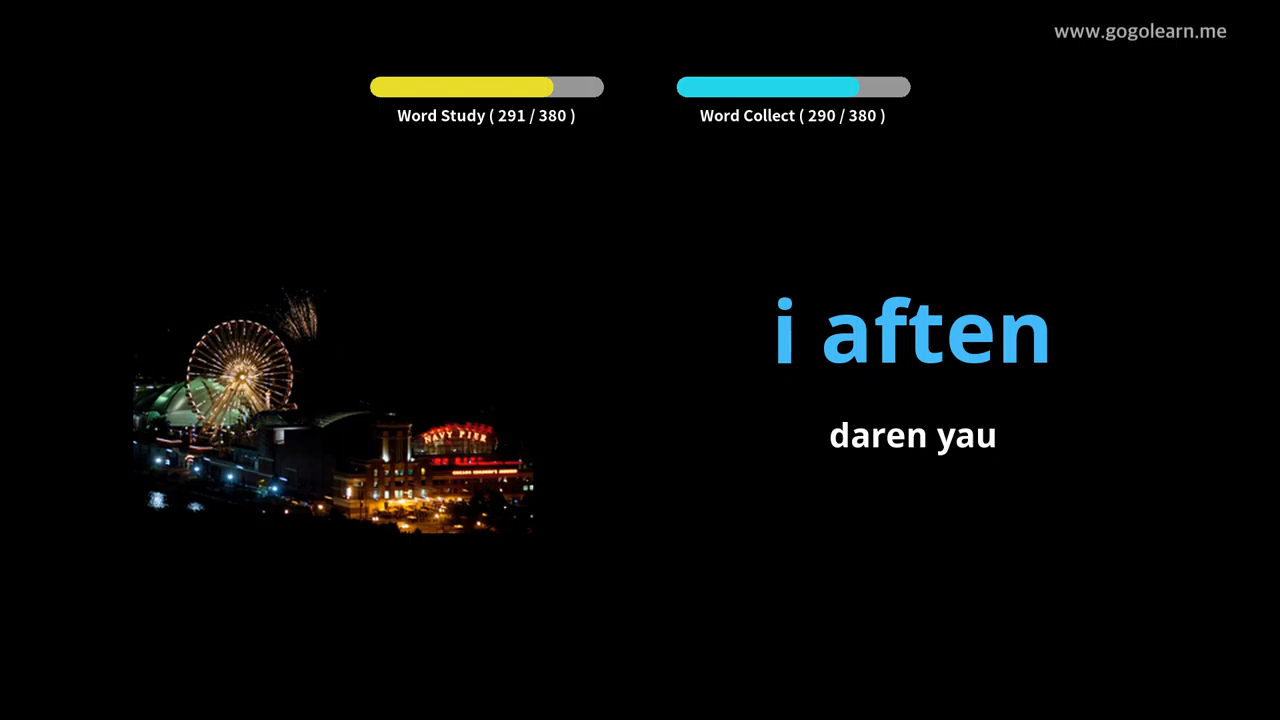 www.gogolearn.me
Word Study ( 291 / 380 )
Word Collect ( 290 / 380 )
i aften
daren yau
NAVY PIER